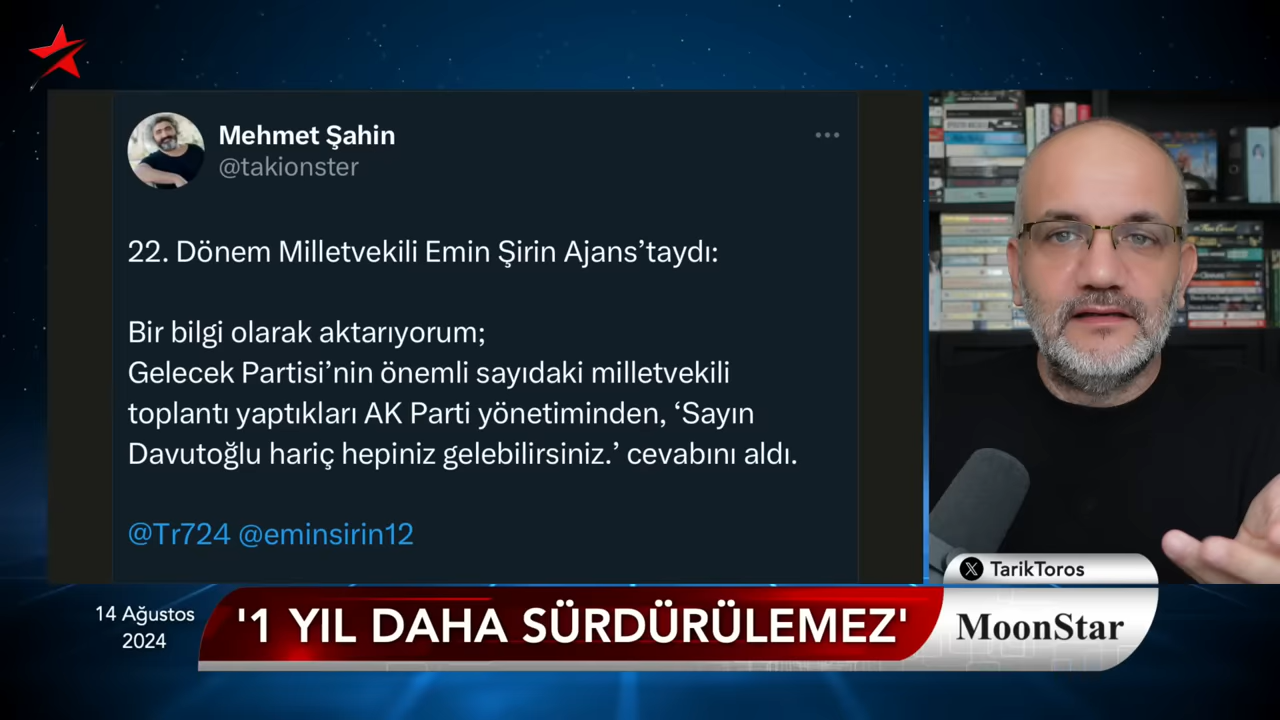 Mehmet Şahin
@takionster
22. Dönem Milletvekili Emin Şirin Ajans’taydı:
Bir bilgi olarak aktarıyorum;
Gelecek Partisi’nin önemli sayıdaki milletvekili
toplantı yaptıkları AK Parti yönetiminden, ‘Sayın
Davutoğlu hariç hepiniz gelebilirsiniz.’ cevabını aldı.
@Tr724 @eminsirin12
TarikToros
14 Ağustos
2024
'1 YIL DAHA SÜRDÜRÜLEMEZ'
MoonStar